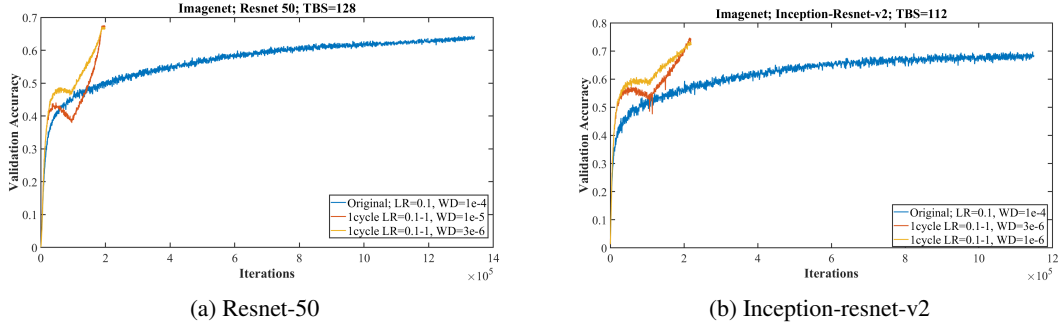 Imagenet; Resnet 50; TBS=128
Validation Accuracy
0.7
0.6
0.5
0.4
0.3
0.2
0.1
0
Original; LR=0.1, WD=1e-4
1cycle LR=0.1-1, WD=1e-5
1cycle LR=0.1-1, WD=3e-6
0 2 4 6 8 10 12 14
Iterations
×10^5
(a) Resnet-50
Imagenet; Inception-Resnet-v2; TBS=112
Validation Accuracy
0.8
0.7
0.6
0.5
0.4
0.3
0.2
0.1
0
Original; LR=0.1, WD=1e-4
1cycle LR=0.1-1, WD=3e-6
1cycle LR=0.1-1, WD=1e-6
0 2 4 6 8 10 12
Iterations
×10^5
(b) Inception-resnet-v2